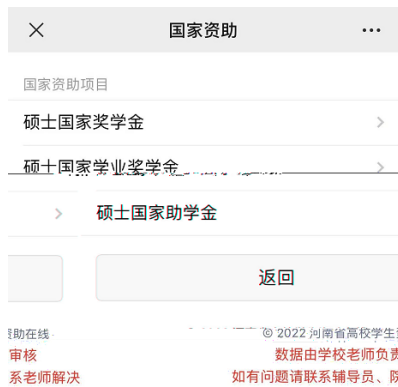 国家资助
国家资助项目
硕士国家奖学金
硕士国家学业奖学金
硕士国家助学金
返回
资助在线
© 2022 河南省高校学生
审核
数据由学校老师负责
系老师解决
如有问题请联系辅导员、院